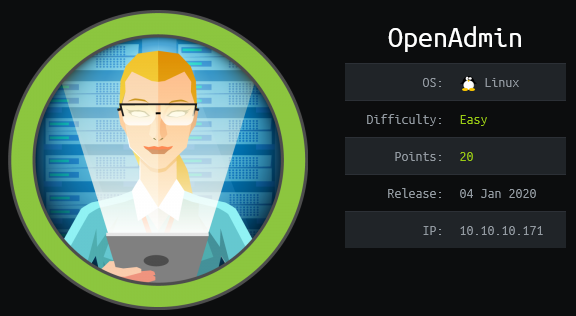 OpenAdmin
OS: Linux
Difficulty: Easy
Points: 20
Release: 04 Jan 2020
IP: 10.10.10.171